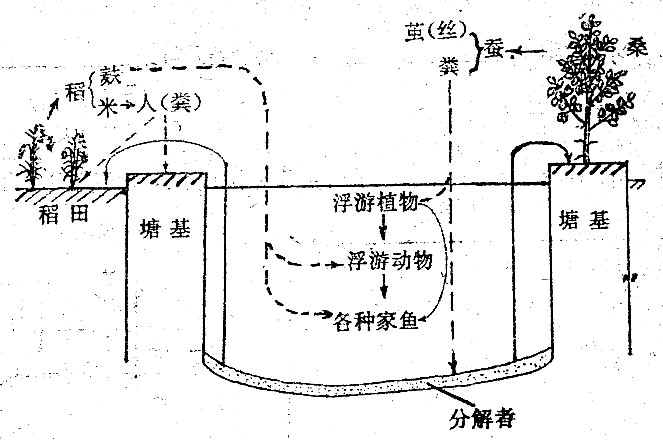 茧(丝)
粪
蚕
桑
稻
麸
米→人(粪)
稻田
塘基
浮游植物
浮游动物
各种家鱼
塘基
分解者